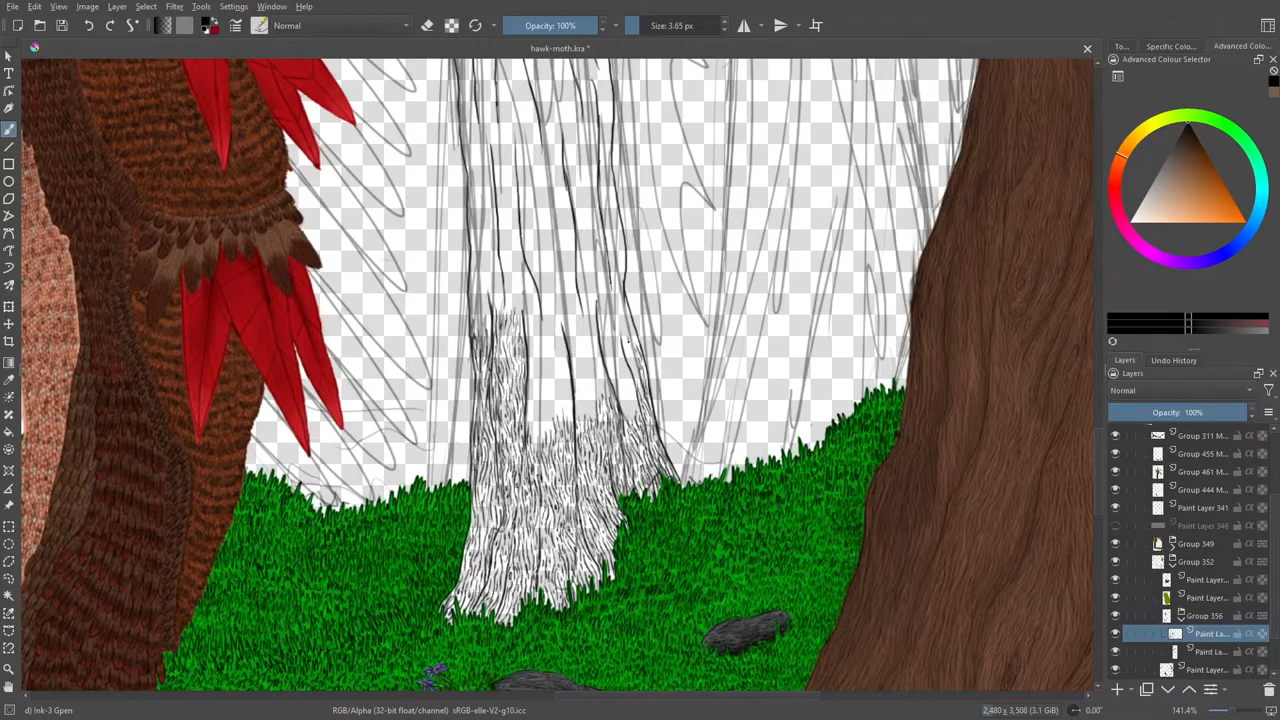 File Edit View Image Layer Select Filter Tools Settings Window Help
Normal
Opacity: 100%
Size: 3.65 px
hawk-moth.kra *
To... Specific Colo... Advanced Colo...
Advanced Colour Selector
Layers Undo History
Layers
Normal
Opacity: 100%
Group 311 M...
Group 455 M...
Group 461 M...
Group 444 M...
Paint Layer 341
Paint Layer 346
Group 349
Group 352
Paint Layer...
Paint Layer...
Group 356
Paint La...
Paint La...
Paint Layer...
d) Ink-3 Gpen
RGB/Alpha (32-bit float/channel) sRGB-elle-V2-g10.icc
2,480 x 3,508 (3.1 GiB)
0.00°
141.4%